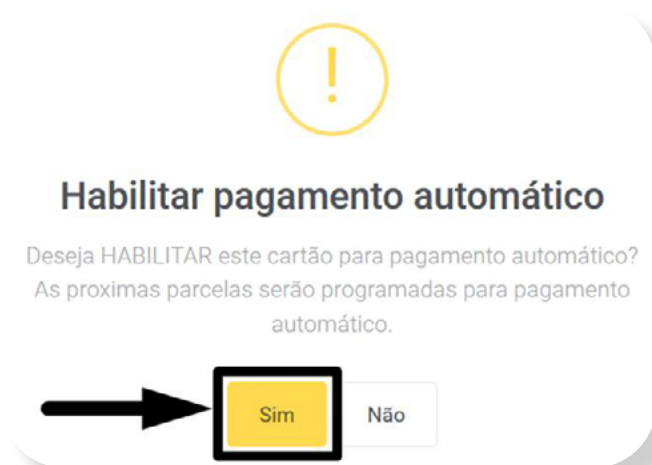 !
Habilitar pagamento automático
Deseja HABILITAR este cartão para pagamento automático?
As proximas parcelas serão programadas para pagamento
automático.
Sim Não